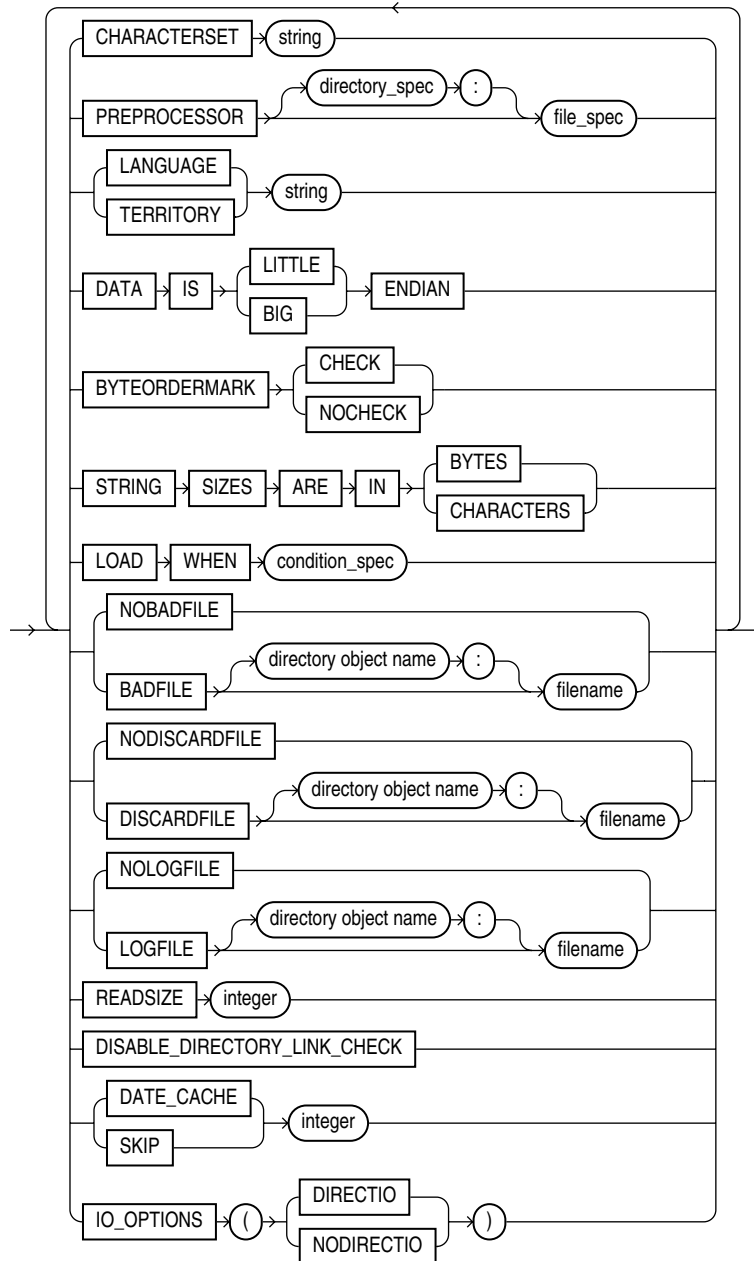 CHARACTERSET string
directory_spec :
PREPROCESSOR file_spec
LANGUAGE
string
TERRITORY
LITTLE
DATA IS ENDIAN
BIG
CHECK
BYTEORDERMARK
NOCHECK
BYTES
STRING SIZES ARE IN
CHARACTERS
LOAD WHEN condition_spec
NOBADFILE
directory object name :
BADFILE filename
NODISCARDFILE
directory object name :
DISCARDFILE filename
NOLOGFILE
directory object name :
LOGFILE filename
READSIZE integer
DISABLE_DIRECTORY_LINK_CHECK
DATE_CACHE
integer
SKIP
DIRECTIO
IO_OPTIONS ( )
NODIRECTIO